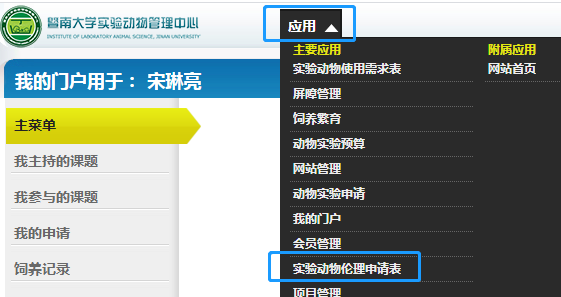 暨南大学实验动物管理中心
INSTITUTE OF LABORATORY ANIMAL SCIENCE, JINAN UNIVERSITY
应用
我的门户用于： 宋琳亮
主菜单
我主持的课题
我参与的课题
我的申请
饲养记录
主要应用
实验动物使用需求表
屏障管理
饲养繁育
动物实验预算
网站管理
动物实验申请
我的门户
会员管理
实验动物伦理申请表
项目管理
附属应用
网站首页